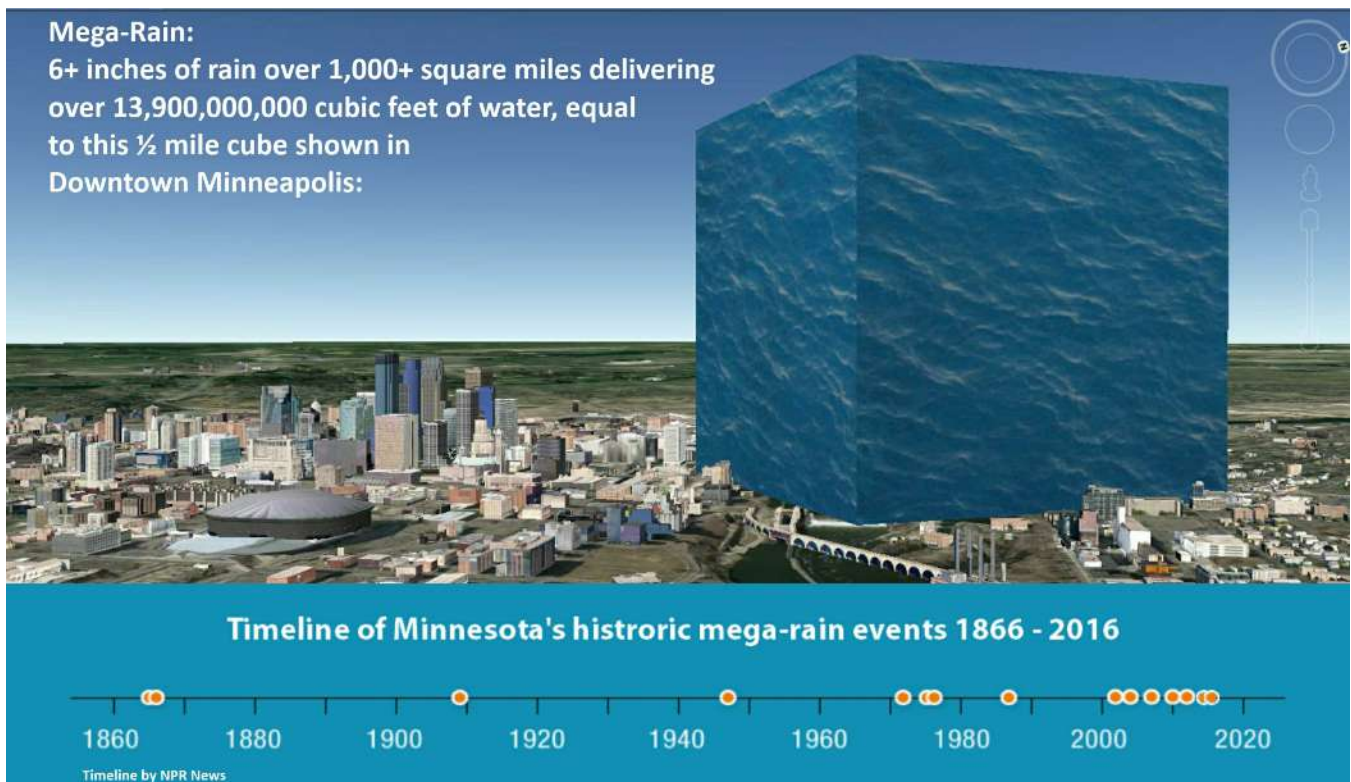 Mega-Rain:
6+ inches of rain over 1,000+ square miles delivering
over 13,900,000,000 cubic feet of water, equal
to this ½ mile cube shown in
Downtown Minneapolis:
N
Timeline of Minnesota's histroric mega-rain events 1866 - 2016
1860 1880 1900 1920 1940 1960 1980 2000 2020
Timeline by NPR News